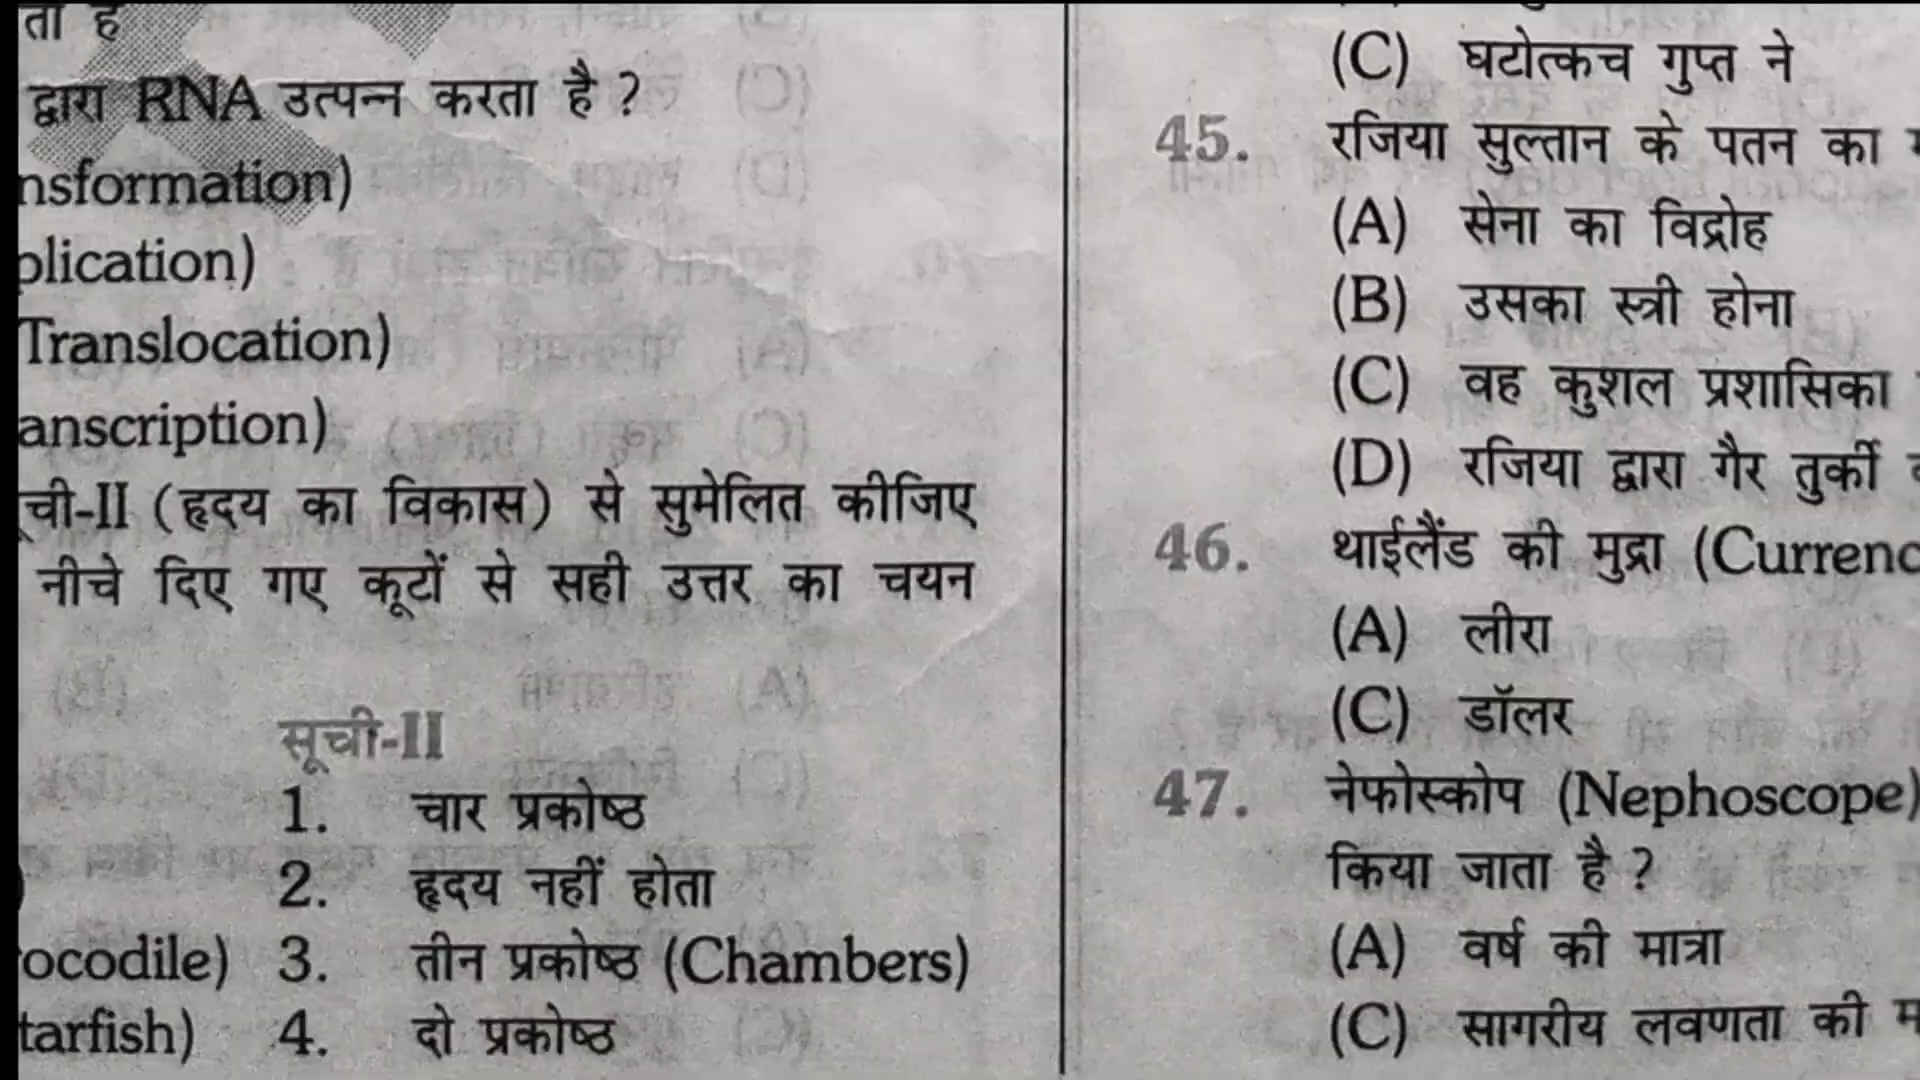 ता है
द्वारा RNA उत्पन्न करता है ?
nsformation)
plication)
Translocation)
anscription)
ूची-II (हृदय का विकास) से सुमेलित कीजिए
नीचे दिए गए कूटों से सही उत्तर का चयन
सूची-II
1. चार प्रकोष्ठ
2. हृदय नहीं होता
ocodile) 3. तीन प्रकोष्ठ (Chambers)
tarfish) 4. दो प्रकोष्ठ
(C) घटोत्कच गुप्त ने
45. रजिया सुल्तान के पतन का
(A) सेना का विद्रोह
(B) उसका स्त्री होना
(C) वह कुशल प्रशासिका
(D) रजिया द्वारा गैर तुर्की
46. थाईलैंड की मुद्रा (Currenc
(A) लीरा
(C) डॉलर
47. नेफोस्कोप (Nephoscope)
किया जाता है ?
(A) वर्ष की मात्रा
(C) सागरीय लवणता की